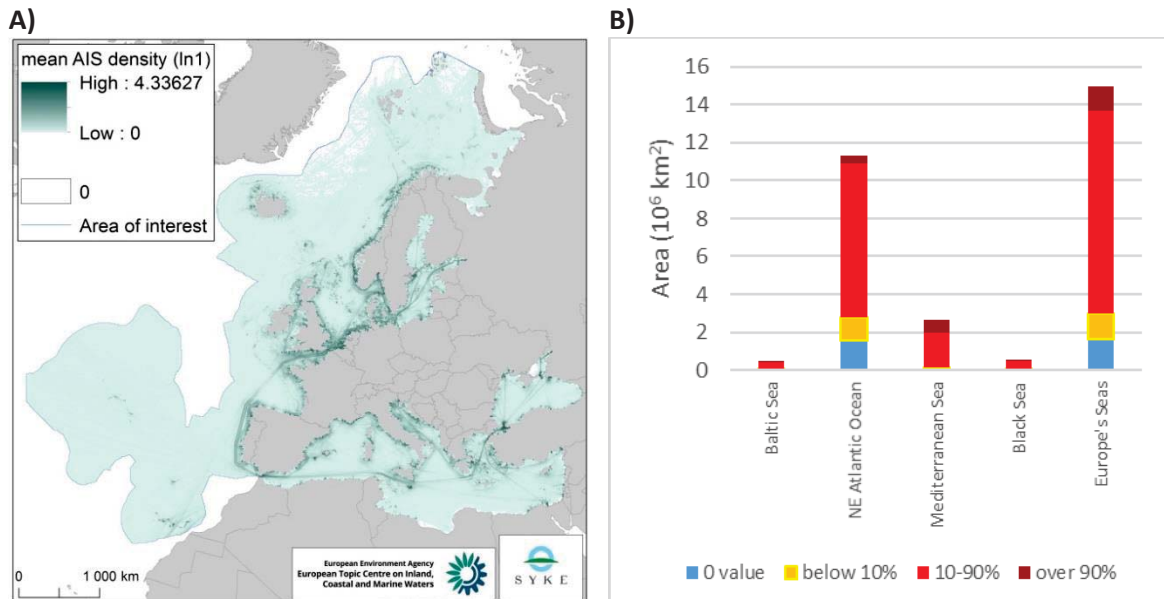 A)
mean AIS density (ln1)
High : 4.33627
Low : 0
0
Area of interest
0
1 000 km
European Environment Agency
European Topic Centre on Inland,
Coastal and Marine Waters
SYKE
B)
16
14
12
10
8
6
4
2
0
Area (10⁶ km²)
Baltic Sea
NE Atlantic Ocean
Mediterranean Sea
Black Sea
Europe's Seas
0 value
below 10%
10-90%
over 90%